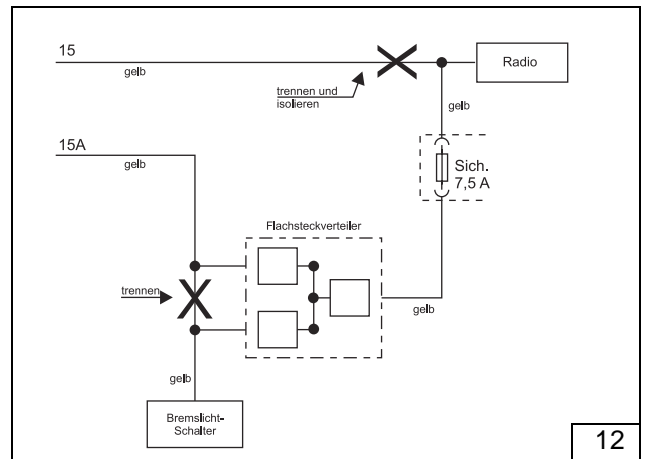 15
gelb
Radio
trennen und
isolieren
gelb
15A
gelb
Sich.
7,5 A
Flachsteckverteiler
trennen
gelb
gelb
Bremslicht-
Schalter
12